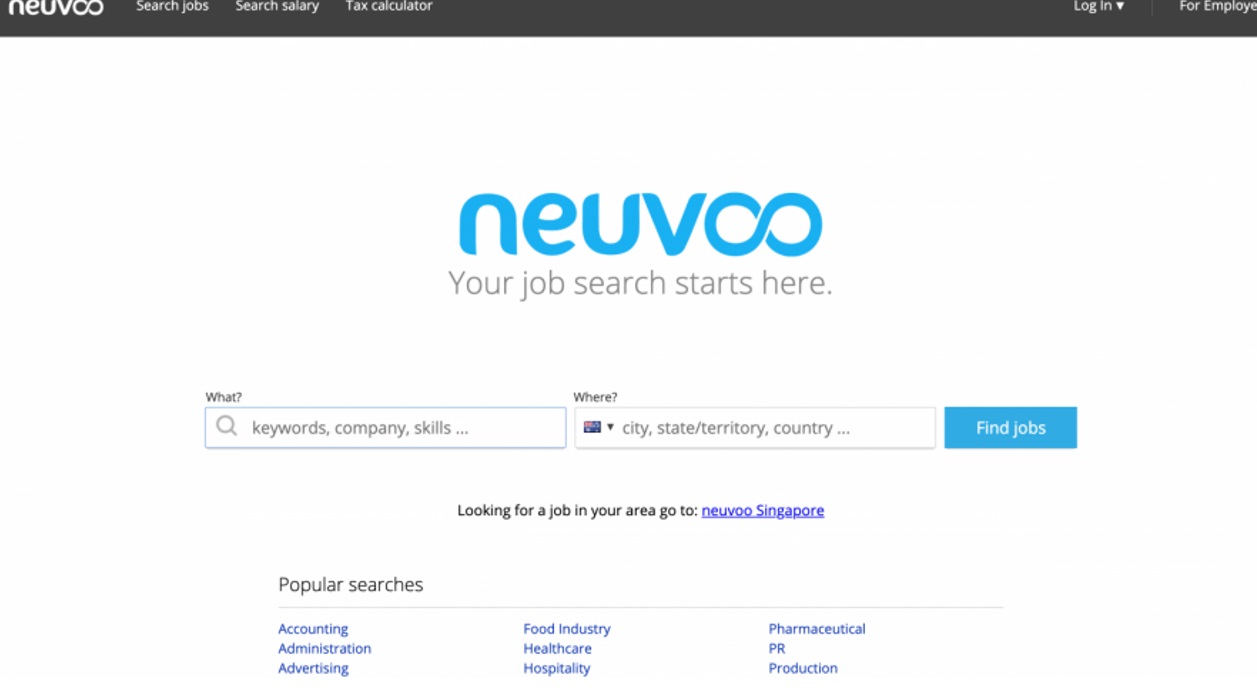 neuvoo Search jobs Search salary Tax calculator Log In ▼ For Employe
neuvoo
Your job search starts here.
What? Where?
keywords, company, skills ... ▼ city, state/territory, country ... Find jobs
Looking for a job in your area go to: neuvoo Singapore
Popular searches
Accounting Food Industry Pharmaceutical
Administration Healthcare PR
Advertising Hospitality Production